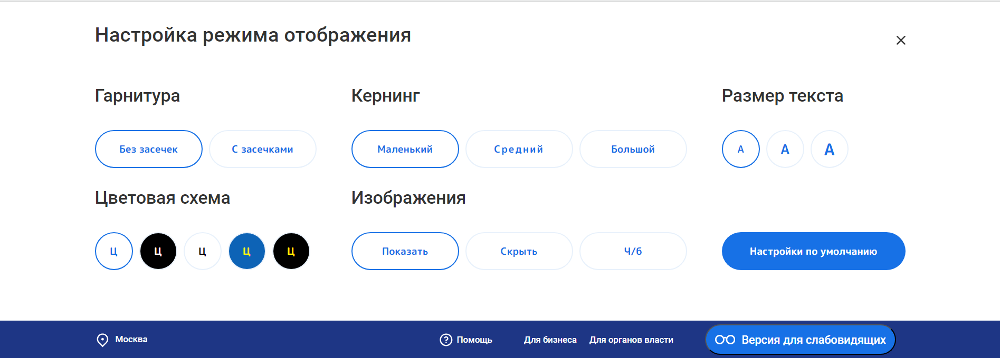 Настройка режима отображения
Гарнитура
Кернинг
Размер текста
Без засечек
С засечками
Маленький
Средний
Большой
А
А
А
Цветовая схема
Изображения
Ц
Ц
Ц
Ц
Ц
Показать
Скрыть
Ч/б
Настройки по умолчанию
Москва
Помощь
Для бизнеса
Для органов власти
Версия для слабовидящих